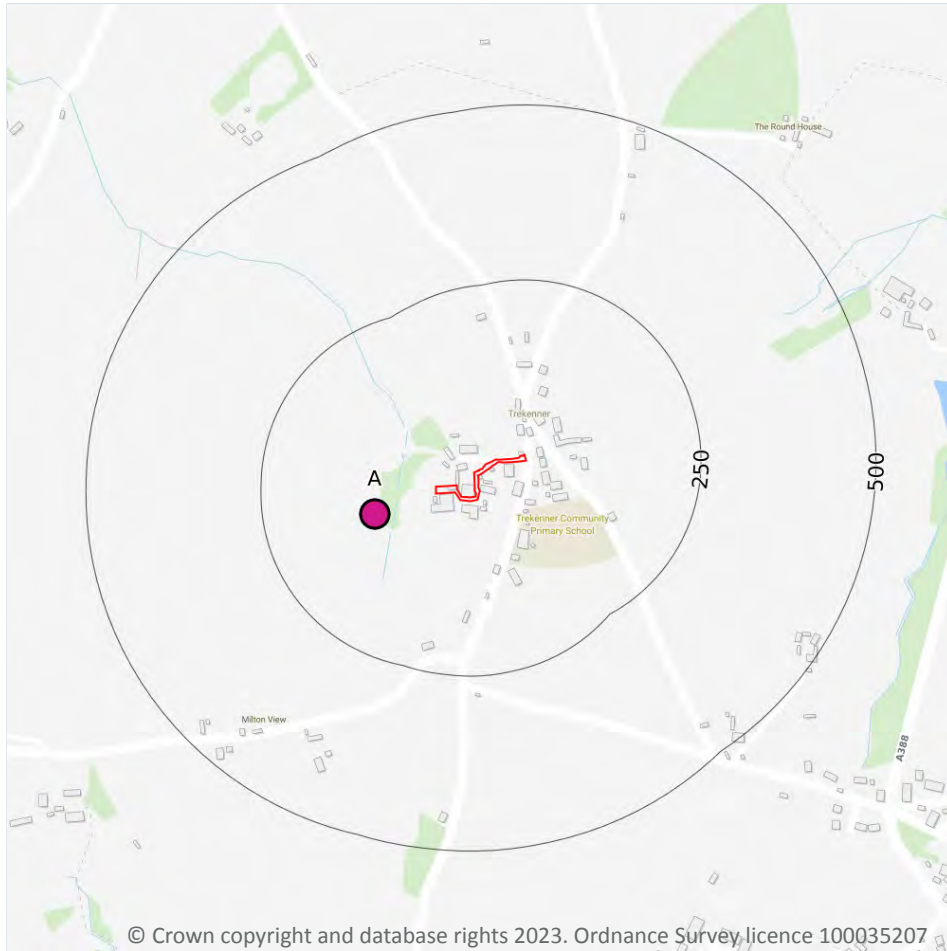 The Round House
Trekenner
250
500
A
Trekenner Community
Primary School
Milton View
A388
© Crown copyright and database rights 2023. Ordnance Survey licence 100035207